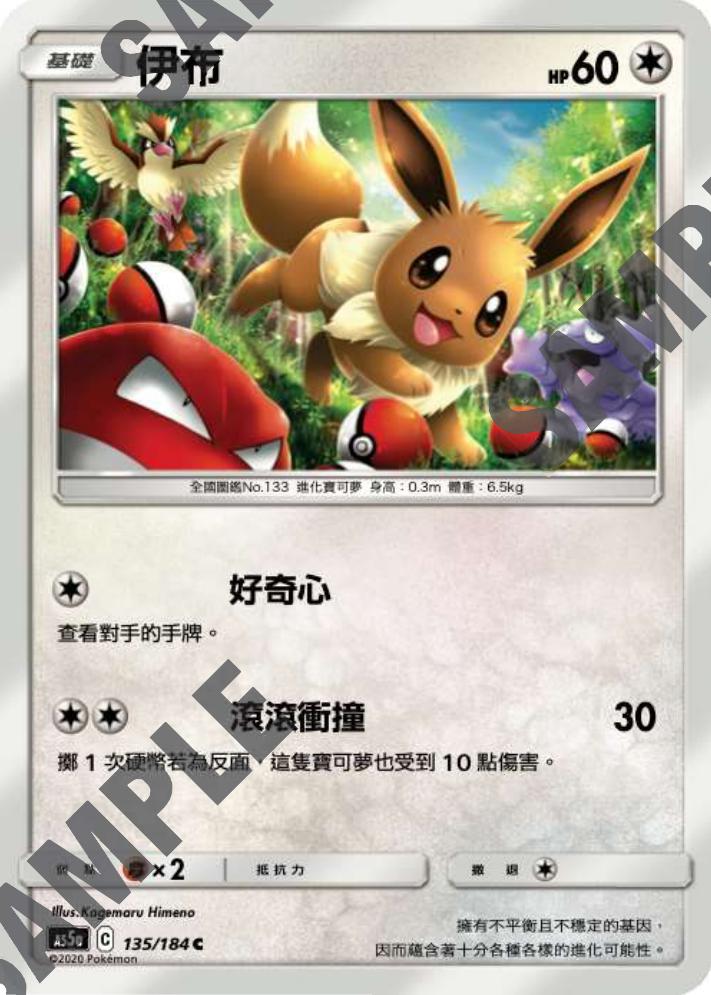 SAMPLE
基礎 伊布 HP60
SAMPLE
全國圖鑑No.133 進化寶可夢 身高：0.3m 體重：6.5kg
好奇心
查看對手的手牌。
滾滾衝撞 30
擲 1 次硬幣若為反面，這隻寶可夢也受到 10 點傷害。
SAMPLE
弱點 ×2 抵抗力 撤退
Illus. Kagemaru Himeno
AS5a C 135/184 C
©2020 Pokémon
擁有不平衡且不穩定的基因，
因而蘊含著十分各種各樣的進化可能性。